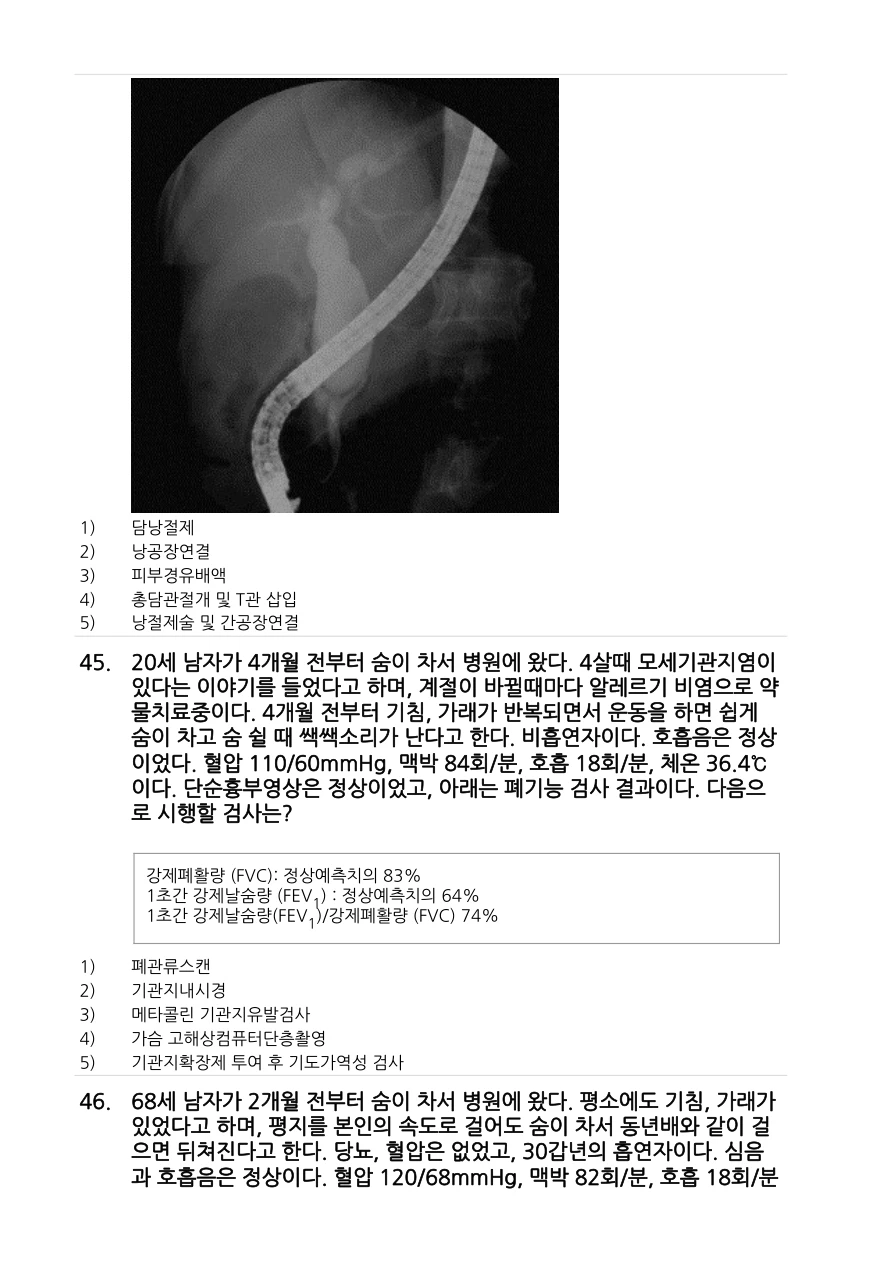 1) 담낭절제
2) 낭공장연결
3) 피부경유배액
4) 총담관절개 및 T관 삽입
5) 낭절제술 및 간공장연결
45. 20세 남자가 4개월 전부터 숨이 차서 병원에 왔다. 4살때 모세기관지염이
있다는 이야기를 들었다고 하며, 계절이 바뀔때마다 알레르기 비염으로 약
물치료중이다. 4개월 전부터 기침, 가래가 반복되면서 운동을 하면 쉽게
숨이 차고 숨 쉴 때 쌕쌕소리가 난다고 한다. 비흡연자이다. 호흡음은 정상
이었다. 혈압 110/60mmHg, 맥박 84회/분, 호흡 18회/분, 체온 36.4℃
이다. 단순흉부영상은 정상이었고, 아래는 폐기능 검사 결과이다. 다음으
로 시행할 검사는?
강제폐활량 (FVC): 정상예측치의 83%
1초간 강제날숨량 (FEV1) : 정상예측치의 64%
1초간 강제날숨량(FEV1)/강제폐활량 (FVC) 74%
1) 폐관류스캔
2) 기관지내시경
3) 메타콜린 기관지유발검사
4) 가슴 고해상컴퓨터단층촬영
5) 기관지확장제 투여 후 기도가역성 검사
46. 68세 남자가 2개월 전부터 숨이 차서 병원에 왔다. 평소에도 기침, 가래가
있었다고 하며, 평지를 본인의 속도로 걸어도 숨이 차서 동년배와 같이 걸
으면 뒤쳐진다고 한다. 당뇨, 혈압은 없었고, 30갑년의 흡연자이다. 심음
과 호흡음은 정상이다. 혈압 120/68mmHg, 맥박 82회/분, 호흡 18회/분